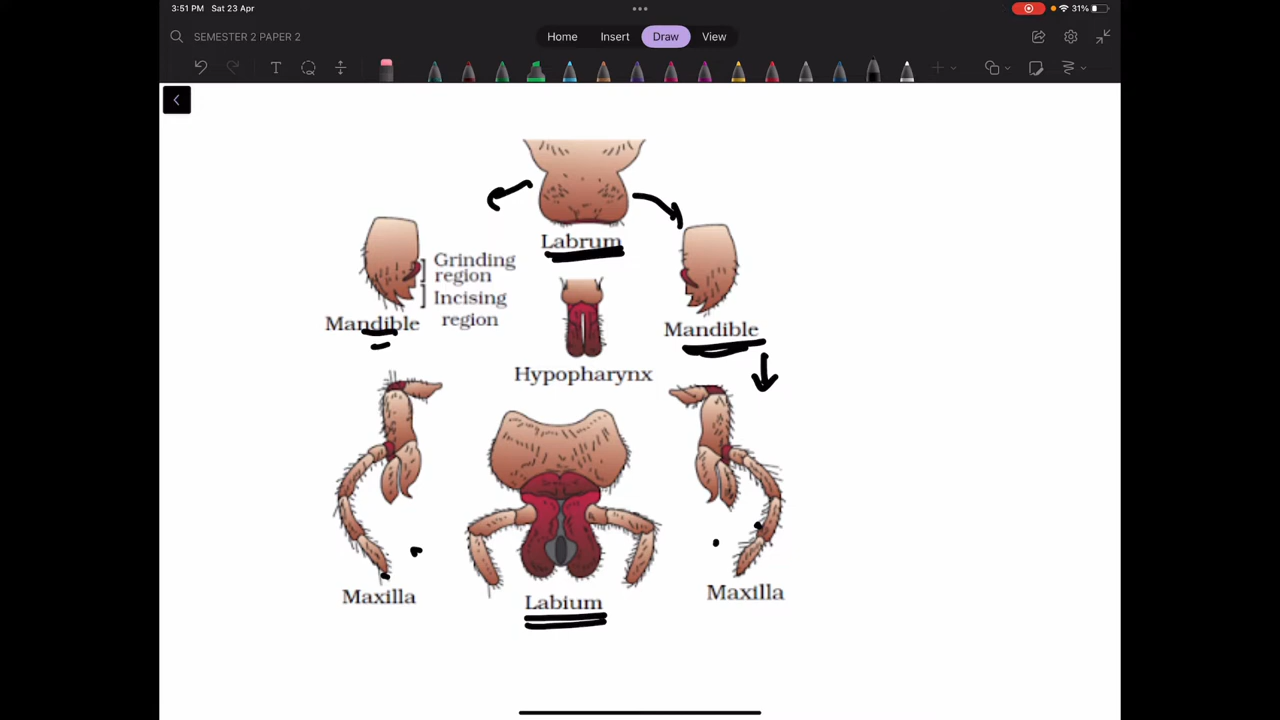 3:51 PM Sat 23 Apr
31%
SEMESTER 2 PAPER 2
Home Insert Draw View
Labrum
Grinding
region
Incising
region
Mandible
Mandible
Hypopharynx
Maxilla
Labium
Maxilla